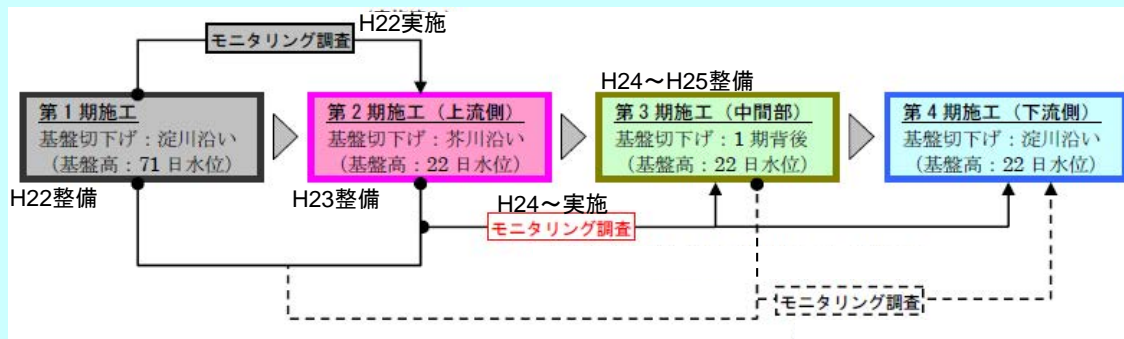 H22実施
モニタリング調査
H24～H25整備
第1期施工
基盤切下げ：淀川沿い
（基盤高：71日水位）
第2期施工（上流側）
基盤切下げ：芥川沿い
（基盤高：22日水位）
第3期施工（中間部）
基盤切下げ：1期背後
（基盤高：22日水位）
第4期施工（下流側）
基盤切下げ：淀川沿い
（基盤高：22日水位）
H22整備
H23整備
H24～実施
モニタリング調査
モニタリング調査